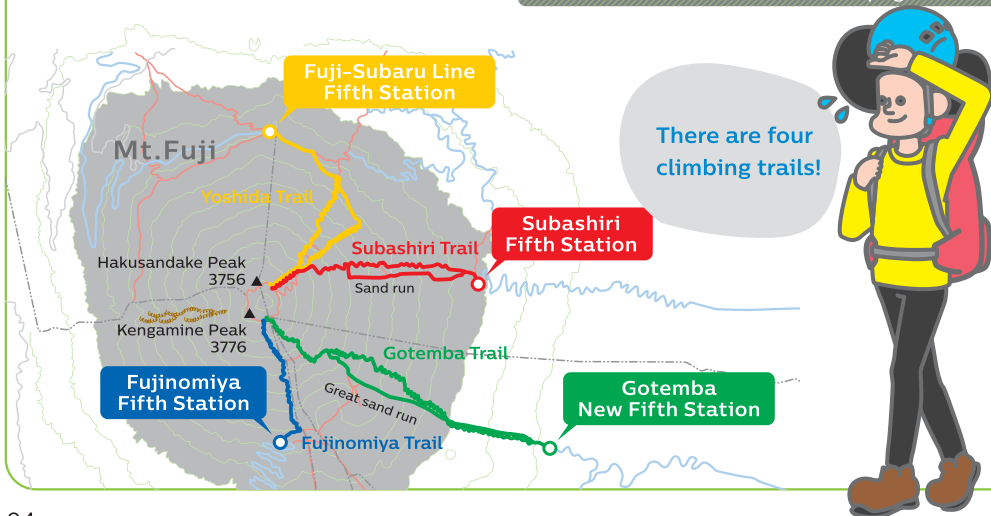 Fuji-Subaru Line
Fifth Station
Mt.Fuji
There are four
climbing trails!
Yoshida Trail
Subashiri
Fifth Station
Subashiri Trail
Hakusandake Peak
3756
Sand run
Kengamine Peak
3776
Gotemba Trail
Fujinomiya
Fifth Station
Great sand run
Gotemba
New Fifth Station
Fujinomiya Trail